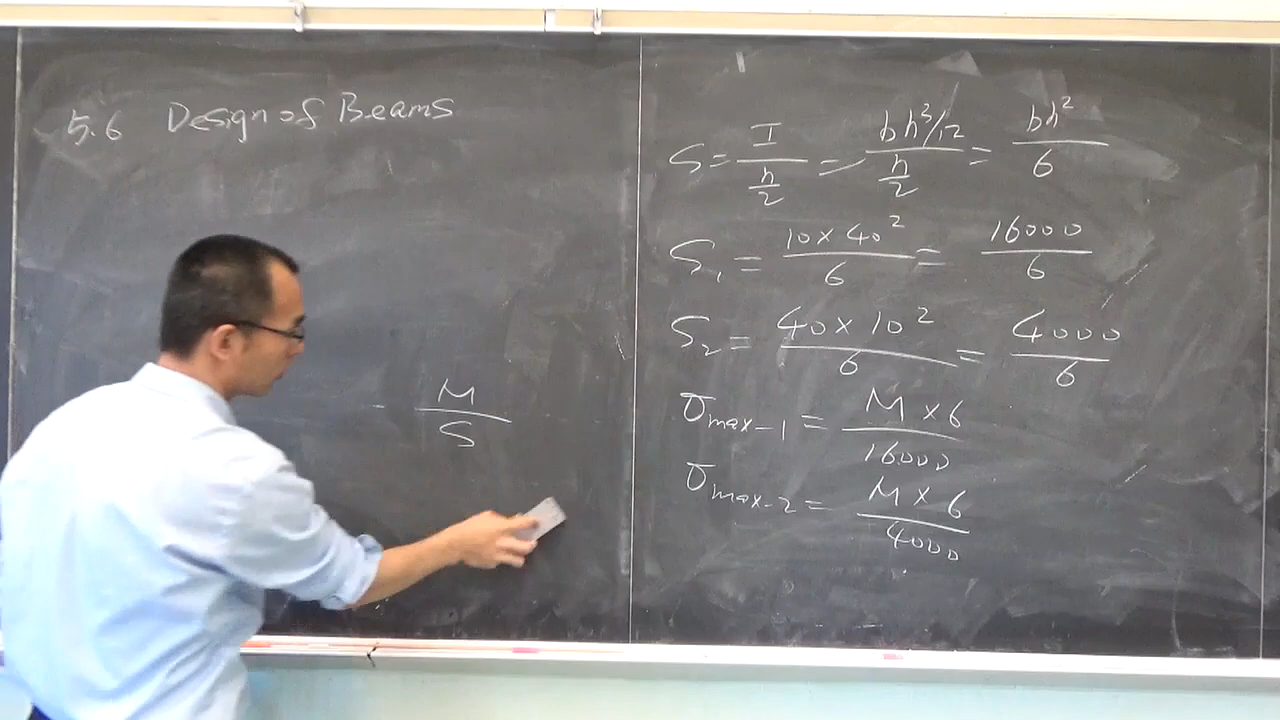 5.6 Design of Beams
M/S
S = I/(h/2) = (bh³/12)/(h/2) = bh²/6
S₁ = 10×40²/6 = 16000/6
S₂ = 40×10²/6 = 4000/6
σmax-1 = M×6/16000
σmax-2 = M×6/4000